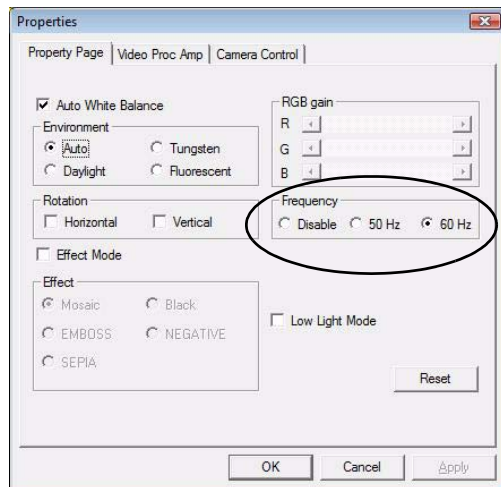 Properties
Property Page
Video Proc Amp
Camera Control
Auto White Balance
Environment
Auto
Tungsten
Daylight
Fluorescent
RGB gain
R
G
B
Rotation
Horizontal
Vertical
Frequency
Disable
50 Hz
60 Hz
Effect Mode
Effect
Mosaic
Black
EMBOSS
NEGATIVE
SEPIA
Low Light Mode
Reset
OK
Cancel
Apply